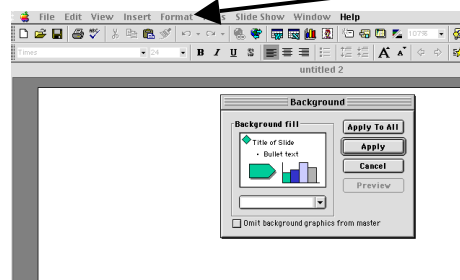 File Edit View Insert Format s Slide Show Window Help
107%
Times 24 B I U S A A
untitled 2
Background
Background fill
Title of Slide
• Bullet text
Apply To All
Apply
Cancel
Preview
Omit background graphics from master